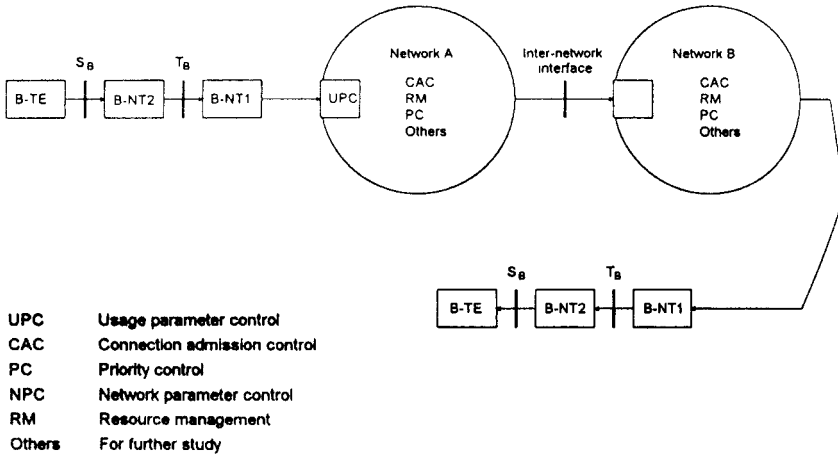 Network A
Inter-network
interface
Network B
S_B
T_B
B-TE
B-NT2
B-NT1
UPC
CAC
RM
PC
Others
CAC
RM
PC
Others
S_B
T_B
B-TE
B-NT2
B-NT1
UPC Usage parameter control
CAC Connection admission control
PC Priority control
NPC Network parameter control
RM Resource management
Others For further study